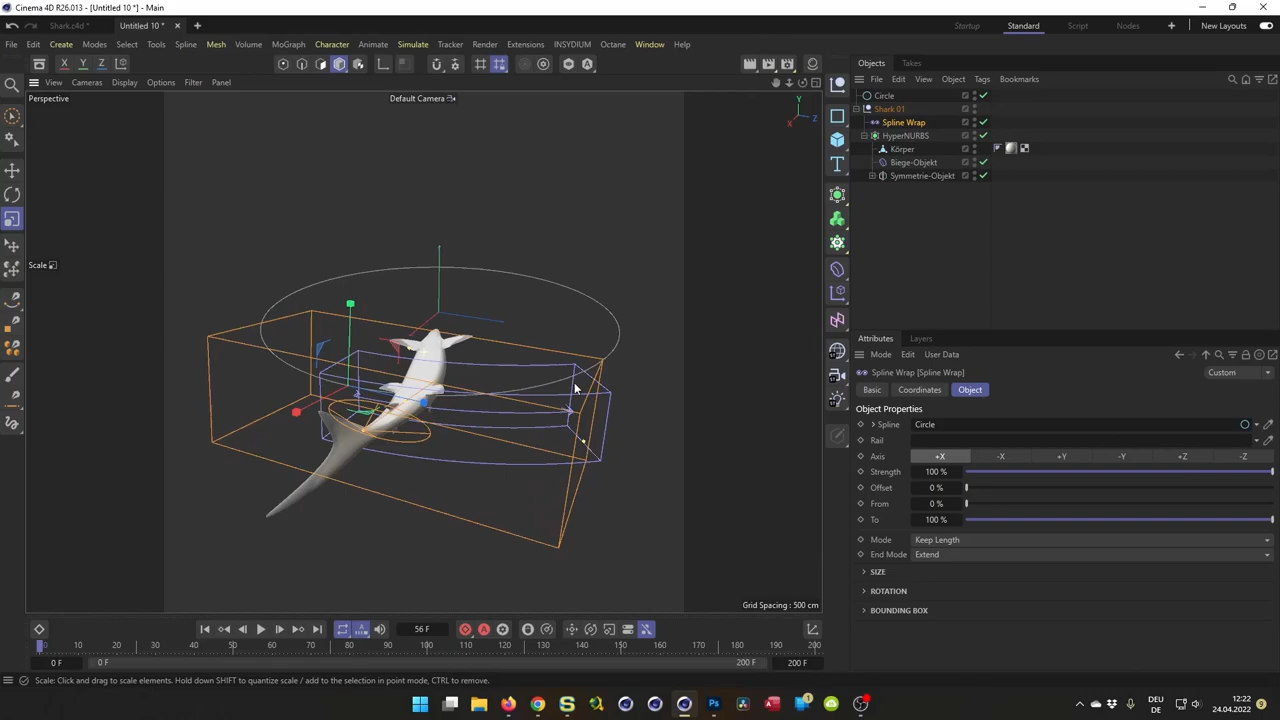 Cinema 4D R26.013 - [Untitled 10 *] - Main
Shark.c4d *
Untitled 10 *
Startup
Standard
Script
Nodes
New Layouts
File Edit Create Modes Select Tools Spline Mesh Volume MoGraph Character Animate Simulate Tracker Render Extensions INSYDIUM Octane Window Help
X Y Z
View Cameras Display Options Filter Panel
Perspective
Default Camera
Y
X
Z
Scale
Grid Spacing : 500 cm
Objects Takes
File Edit View Object Tags Bookmarks
Circle
Shark 01
Spline Wrap
HyperNURBS
Körper
Biege-Objekt
Symmetrie-Objekt
Attributes Layers
Mode Edit User Data
Spline Wrap [Spline Wrap]
Custom
Basic Coordinates Object
Object Properties
Spline Circle
Rail
Axis +X -X +Y -Y +Z -Z
Strength 100 %
Offset 0 %
From 0 %
To 100 %
Mode Keep Length
End Mode Extend
SIZE
ROTATION
BOUNDING BOX
56 F
0 10 20 30 40 50 60 70 80 90 100 110 120 130 140 150 160 170 180 190 200
0 F 0 F 200 F 200 F
Scale: Click and drag to scale elements. Hold down SHIFT to quantize scale / add to the selection in point mode, CTRL to remove.
DEU
DE
12:22
24.04.2022